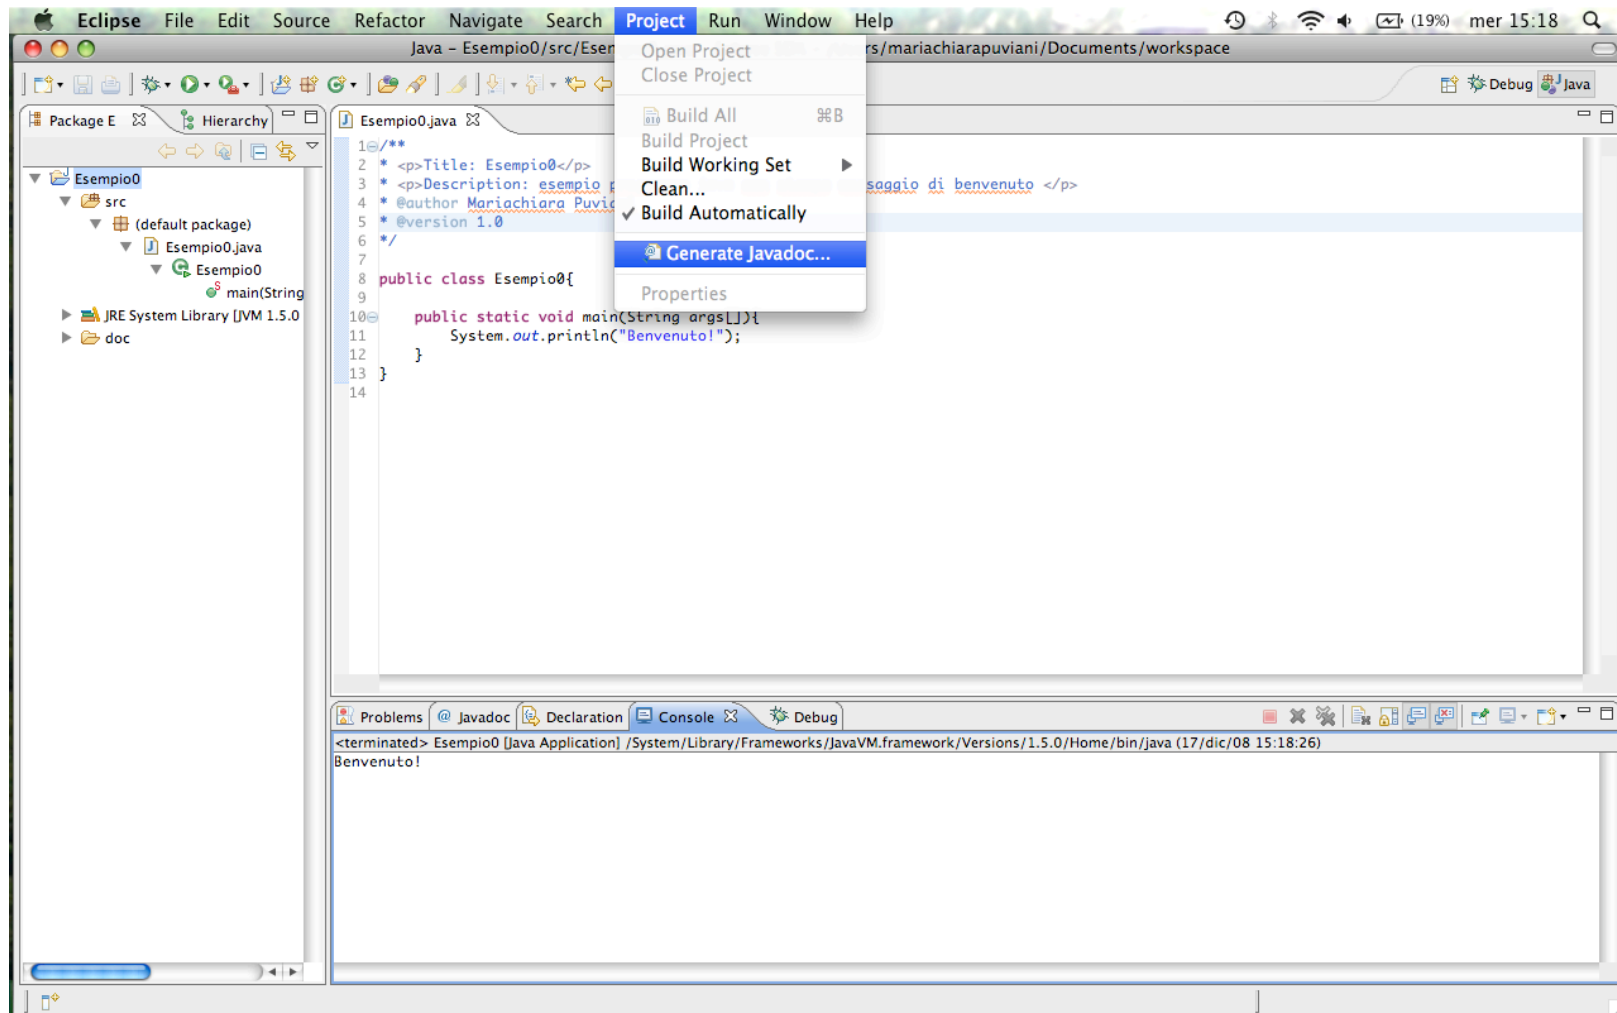 Eclipse File Edit Source Refactor Navigate Search Project Run Window Help (19%) mer 15:18
Java – Esempio0/src/Esem rs/mariachiarapuviani/Documents/workspace
Debug Java
Package E Hierarchy
Esempio0
src
(default package)
Esempio0.java
Esempio0
main(String
JRE System Library [JVM 1.5.0
doc
Esempio0.java
1 /**
2 * <p>Title: Esempio0</p>
3 * <p>Description: esempio saggio di benvenuto </p>
4 * @author Mariachiara
5 * @version 1.0
6 */
7
8 public class Esempio0{
9
10 public static void main(String args[]){
11 System.out.println("Benvenuto!");
12 }
13 }
14
Open Project
Close Project
Build All ⌘B
Build Project
Build Working Set
Clean...
✓ Build Automatically
Generate Javadoc...
Properties
Problems @ Javadoc Declaration Console Debug
<terminated> Esempio0 [Java Application] /System/Library/Frameworks/JavaVM.framework/Versions/1.5.0/Home/bin/java (17/dic/08 15:18:26)
Benvenuto!